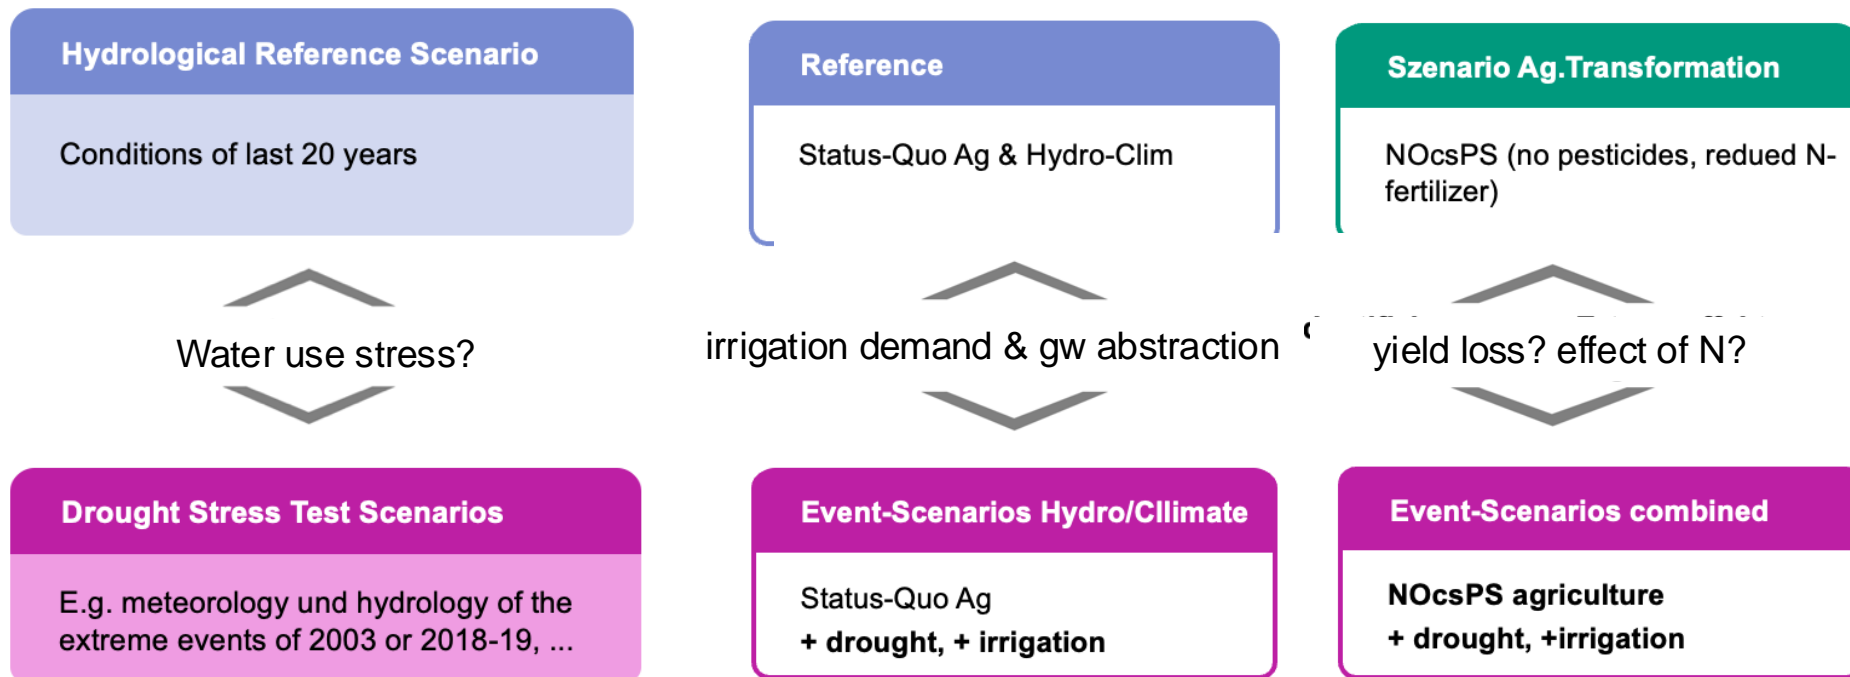 Hydrological Reference Scenario
Conditions of last 20 years
Water use stress?
Drought Stress Test Scenarios
E.g. meteorology und hydrology of the
extreme events of 2003 or 2018-19, ...
Reference
Status-Quo Ag & Hydro-Clim
irrigation demand & gw abstraction
Event-Scenarios Hydro/Cllimate
Status-Quo Ag
+ drought, + irrigation
Szenario Ag.Transformation
NOcsPS (no pesticides, redued N-
fertilizer)
yield loss? effect of N?
Event-Scenarios combined
NOcsPS agriculture
+ drought, +irrigation